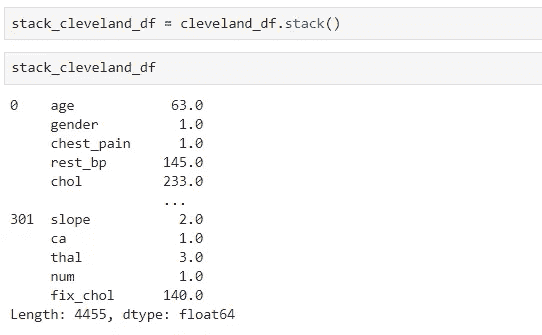 stack_cleveland_df = cleveland_df.stack()
stack_cleveland_df
0    age           63.0
     gender         1.0
     chest_pain     1.0
     rest_bp      145.0
     chol         233.0
                  ...
301  slope          2.0
     ca             1.0
     thal           3.0
     num            1.0
     fix_chol     140.0
Length: 4455, dtype: float64